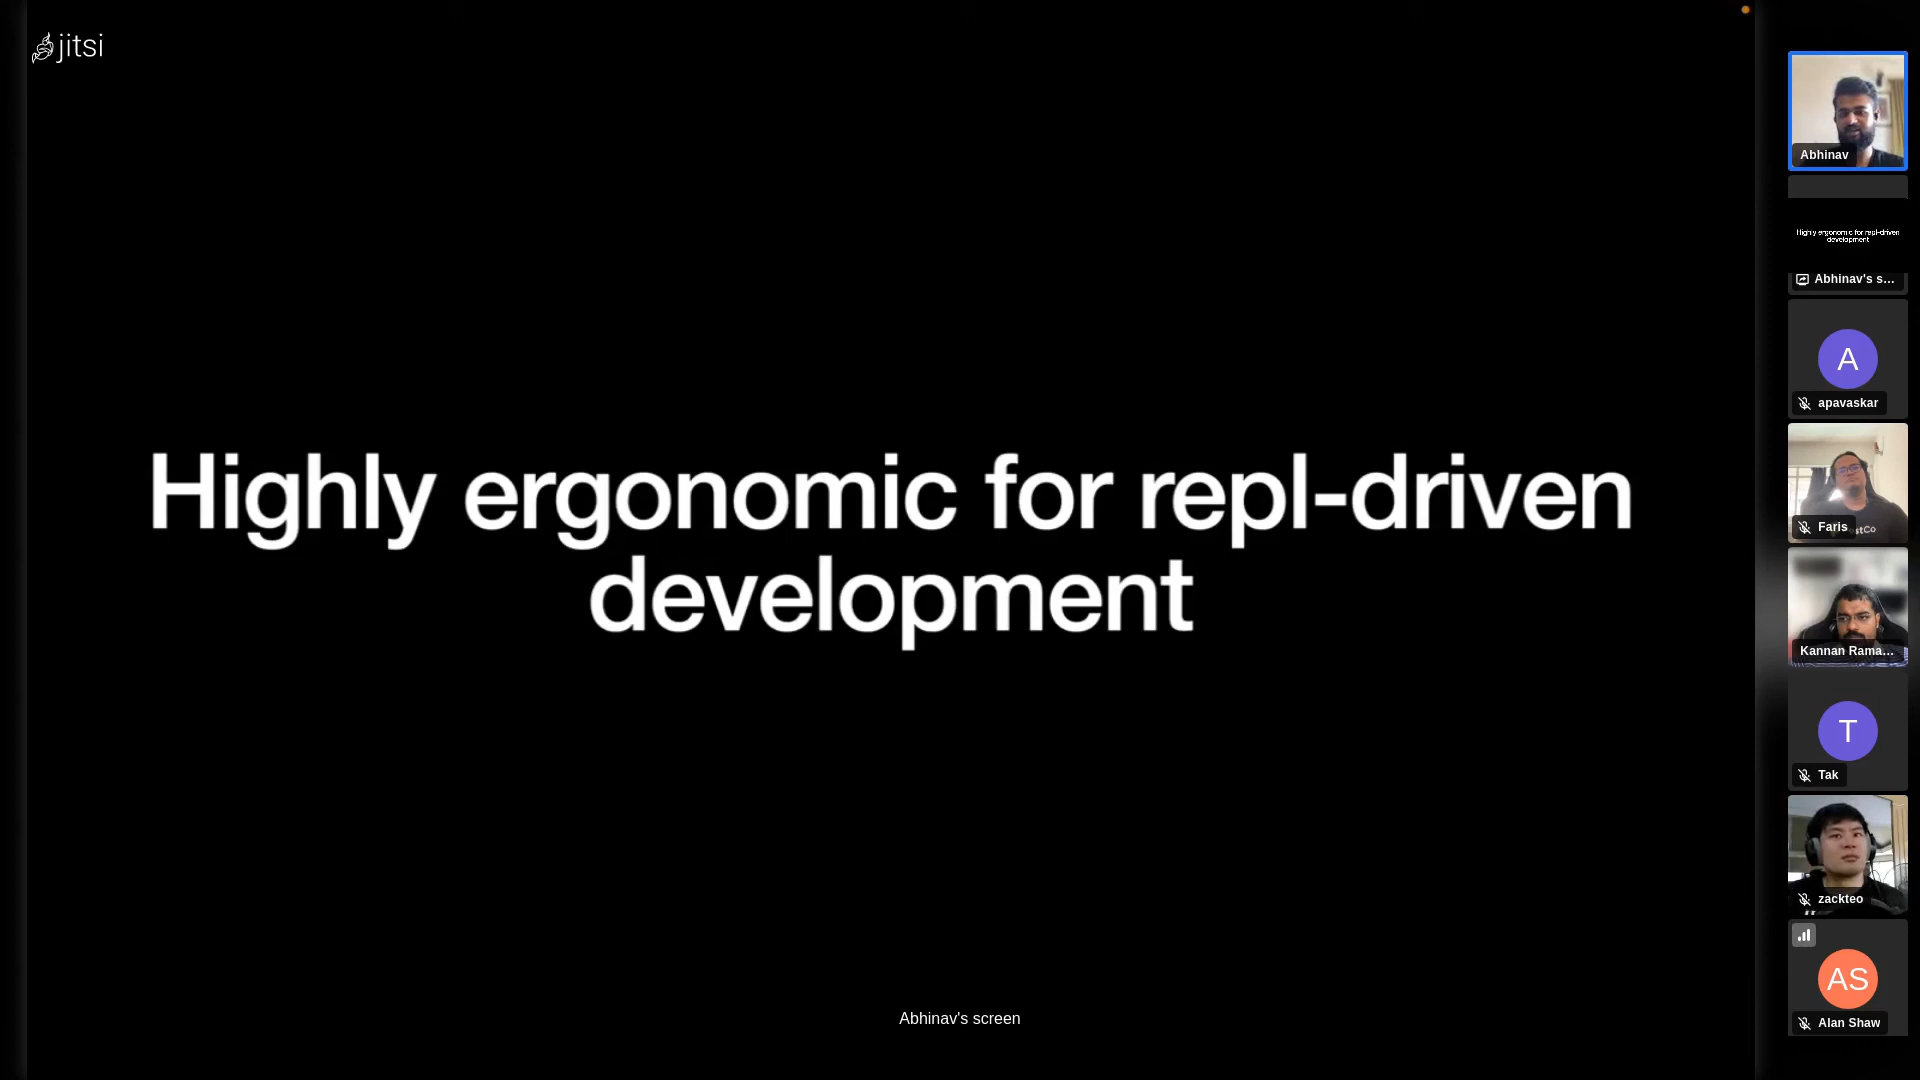 jitsi
Highly ergonomic for repl-driven
development
Abhinav's screen
Abhinav
Highly ergonomic for repl-driven
development
Abhinav's s...
A
apavaskar
Faris
stCo
Kannan Rama...
T
Tak
zackteo
AS
Alan Shaw